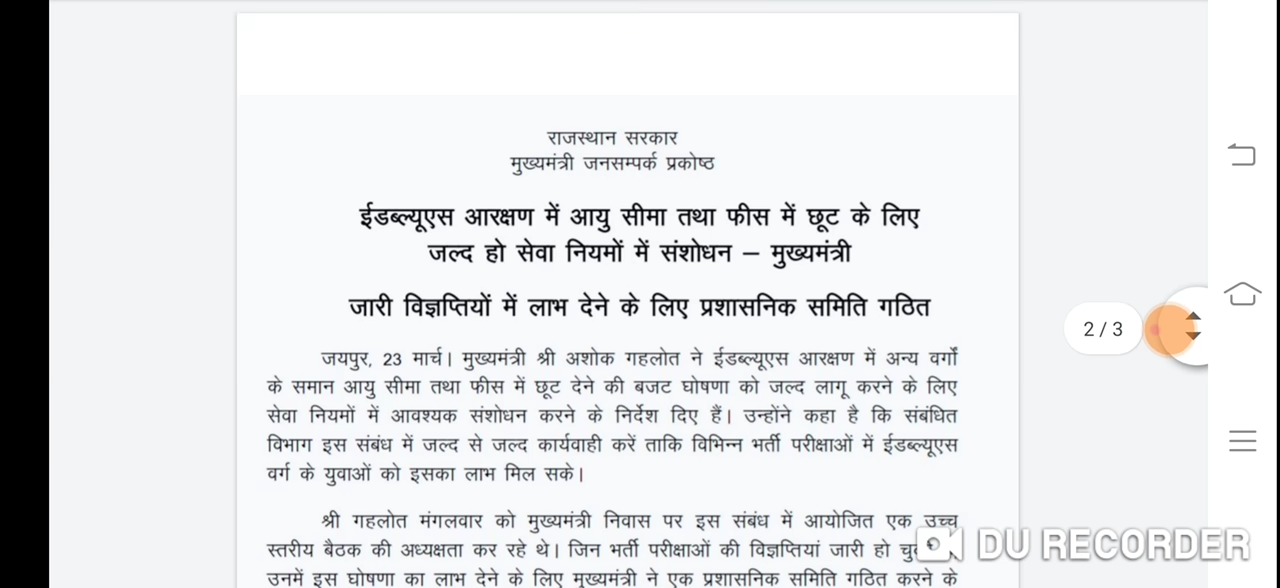 राजस्थान सरकार
मुख्यमंत्री जनसम्पर्क प्रकोष्ठ
ईडब्ल्यूएस आरक्षण में आयु सीमा तथा फीस में छूट के लिए
जल्द हो सेवा नियमों में संशोधन – मुख्यमंत्री
जारी विज्ञप्तियों में लाभ देने के लिए प्रशासनिक समिति गठित
जयपुर, 23 मार्च। मुख्यमंत्री श्री अशोक गहलोत ने ईडब्ल्यूएस आरक्षण में अन्य वर्गों
के समान आयु सीमा तथा फीस में छूट देने की बजट घोषणा को जल्द लागू करने के लिए
सेवा नियमों में आवश्यक संशोधन करने के निर्देश दिए हैं। उन्होंने कहा है कि संबंधित
विभाग इस संबंध में जल्द से जल्द कार्यवाही करें ताकि विभिन्न भर्ती परीक्षाओं में ईडब्ल्यूएस
वर्ग के युवाओं को इसका लाभ मिल सके।
2 / 3
श्री गहलोत मंगलवार को मुख्यमंत्री निवास पर इस संबंध में आयोजित एक उच्च
स्तरीय बैठक की अध्यक्षता कर रहे थे। जिन भर्ती परीक्षाओं की विज्ञप्तियां जारी हो
उनमें इस घोषणा का लाभ देने के लिए मुख्यमंत्री ने एक प्रशासनिक समिति गठित करने के
DU RECORDER